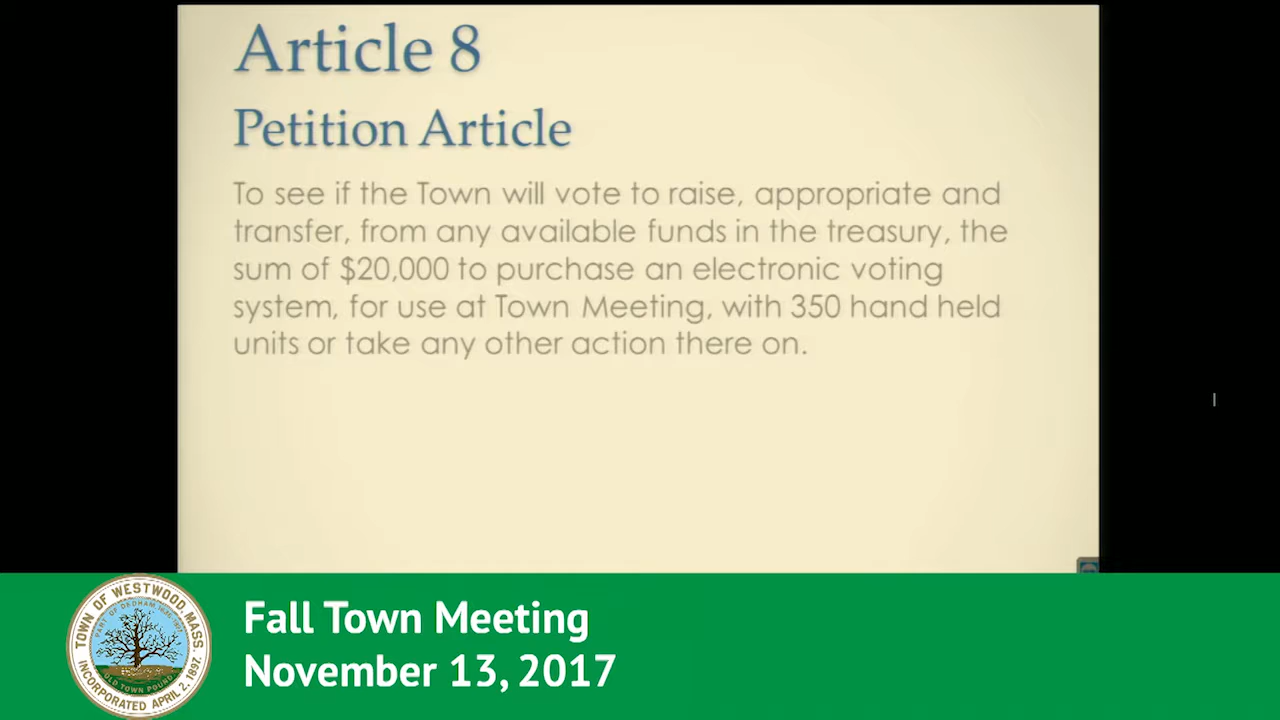 Article 8
Petition Article
To see if the Town will vote to raise, appropriate and
transfer, from any available funds in the treasury, the
sum of $20,000 to purchase an electronic voting
system, for use at Town Meeting, with 350 hand held
units or take any other action there on.
TOWN OF WESTWOOD, MASS
INCORPORATED APRIL 2, 1897.
OLD TOWN POUND
Fall Town Meeting
November 13, 2017